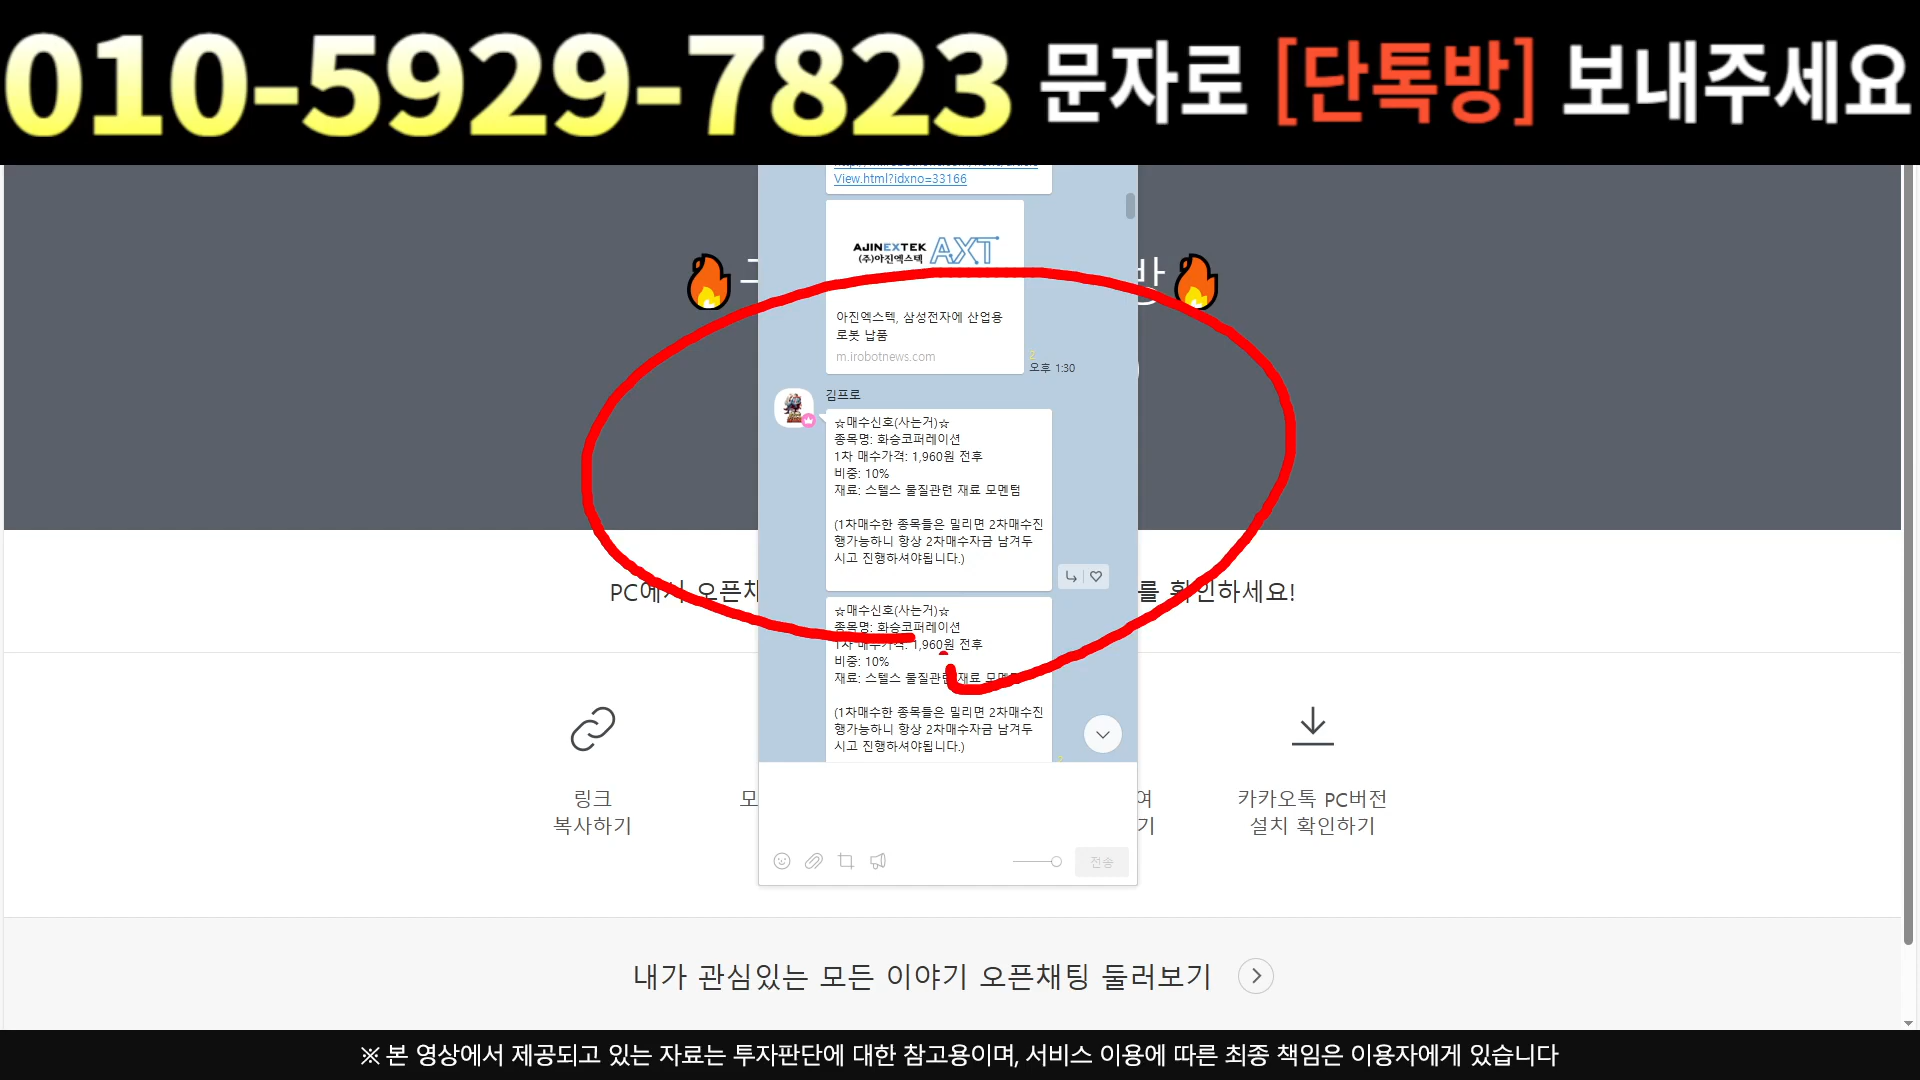 010-5929-7823 문자로 [단톡방] 보내주세요
View.html?idxno=33166
AJINEXTEK AXT
(주)아진엑스텍
아진엑스텍, 삼성전자에 산업용
로봇 납품
m.irobotnews.com
2
오후 1:30
김프로
☆매수신호(사는거)☆
종목명: 화승코퍼레이션
1차 매수가격: 1,960원 전후
비중: 10%
재료: 스텔스 물질관련 재료 모멘텀
(1차매수한 종목들은 밀리면 2차매수진
행가능하니 항상 2차매수자금 남겨두
시고 진행하셔야됩니다.)
PC에서 오픈채
를 확인하세요!
☆매수신호(사는거)☆
종목명: 화승코퍼레이션
1차 매수가격: 1,960원 전후
비중: 10%
재료: 스텔스 물질관련 재료 모멘텀
(1차매수한 종목들은 밀리면 2차매수진
행가능하니 항상 2차매수자금 남겨두
시고 진행하셔야됩니다.)
링크
복사하기
모
여
기
카카오톡 PC버전
설치 확인하기
전송
내가 관심있는 모든 이야기 오픈채팅 둘러보기
※ 본 영상에서 제공되고 있는 자료는 투자판단에 대한 참고용이며, 서비스 이용에 따른 최종 책임은 이용자에게 있습니다